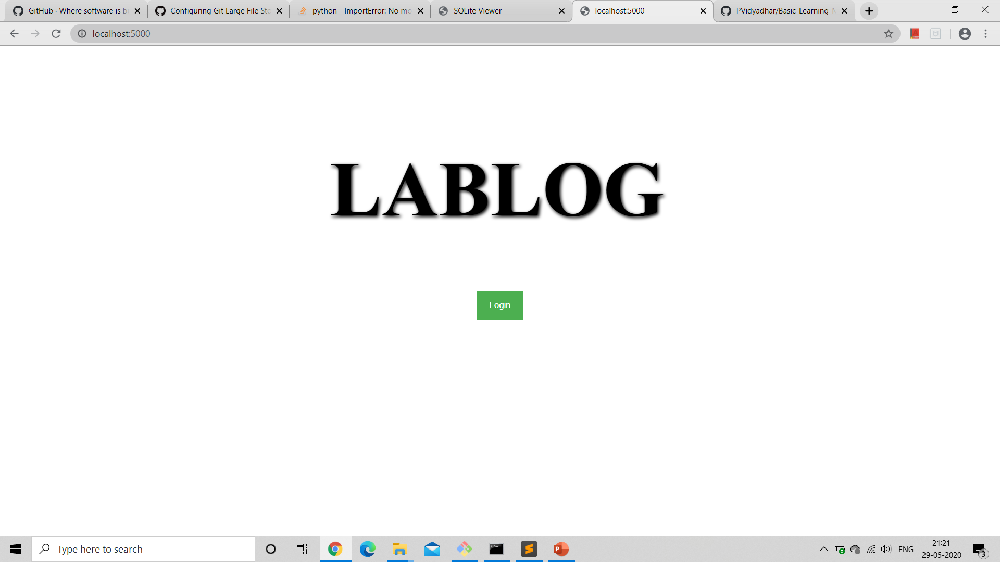 GitHub · Where software is b
Configuring Git Large File Sto
python - ImportError: No mo
SQLite Viewer
localhost:5000
PVidyadhar/Basic-Learning-M
localhost:5000
LABLOG
Login
Type here to search
ENG
21:21
29-05-2020
3